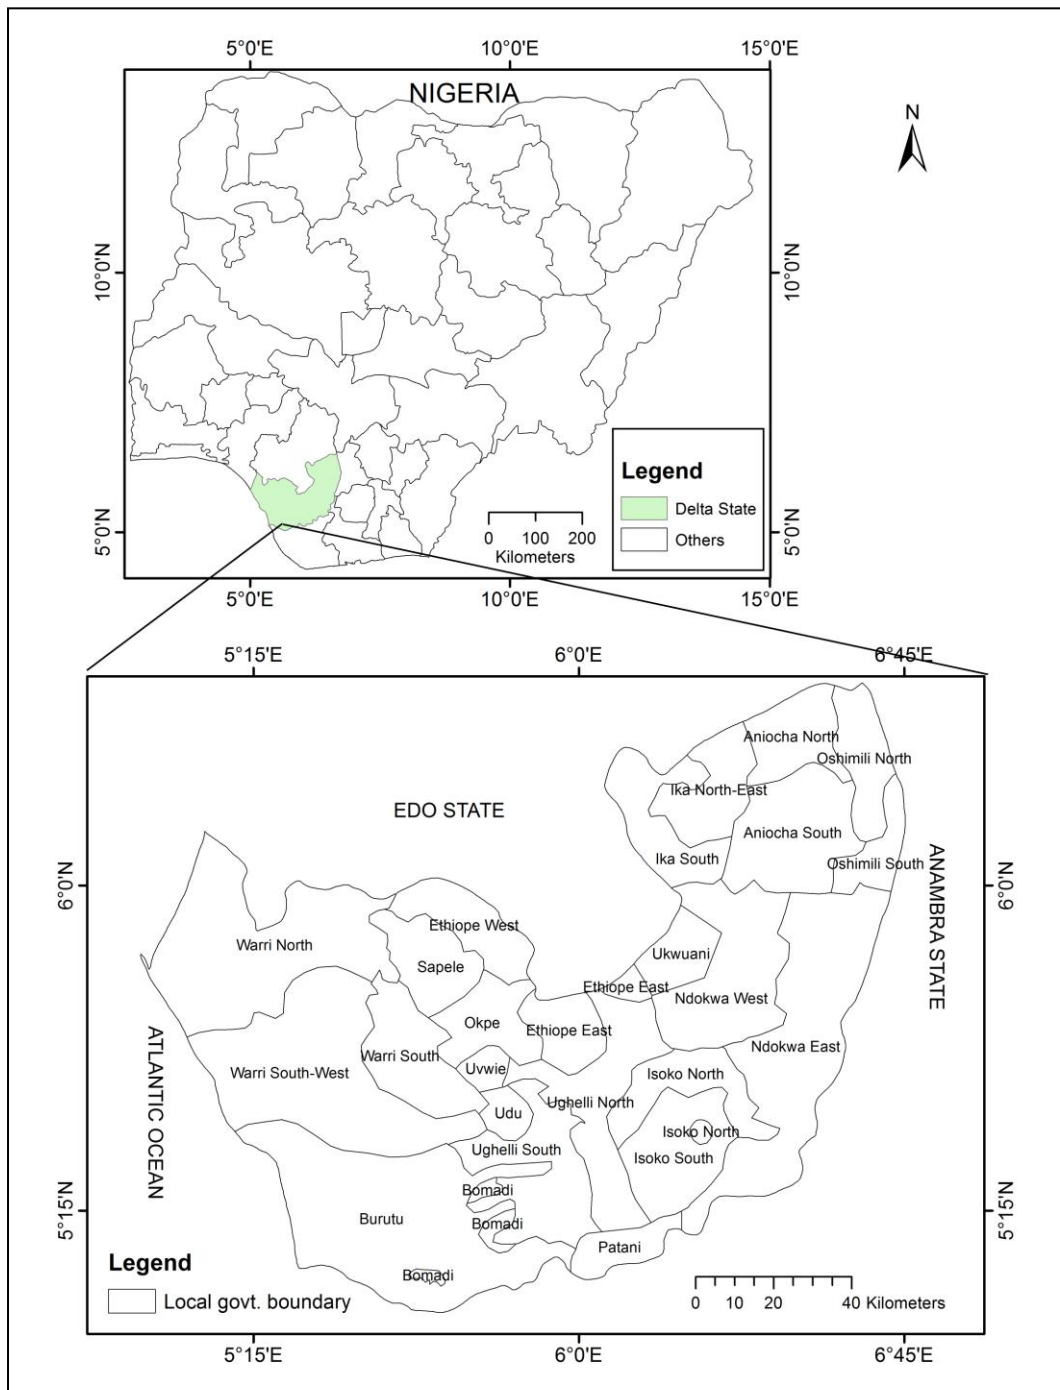 5°0'E 10°0'E 15°0'E
NIGERIA
N
10°0'N 10°0'N
Legend
Delta State
Others
0 100 200
Kilometers
5°0'N 5°0'N
5°0'E 10°0'E 15°0'E
5°15'E 6°0'E 6°45'E
Aniocha North
Oshimili North
Ika North-East
EDO STATE
Aniocha South
Ika South
Oshimili South
6°0'N 6°0'N
ANAMBRA STATE
Ethiope West
Warri North
Ukwuani
Sapele
Ethiope East
Ndokwa West
Okpe
Ethiope East
Ndokwa East
Warri South
Uvwie
Warri South-West
Isoko North
ATLANTIC OCEAN
Ughelli North
Udu
Isoko North
Ughelli South
Isoko South
Bomadi
5°15'N 5°15'N
Burutu
Bomadi
Patani
Bomadi
Legend
Local govt. boundary
0 10 20 40 Kilometers
5°15'E 6°0'E 6°45'E